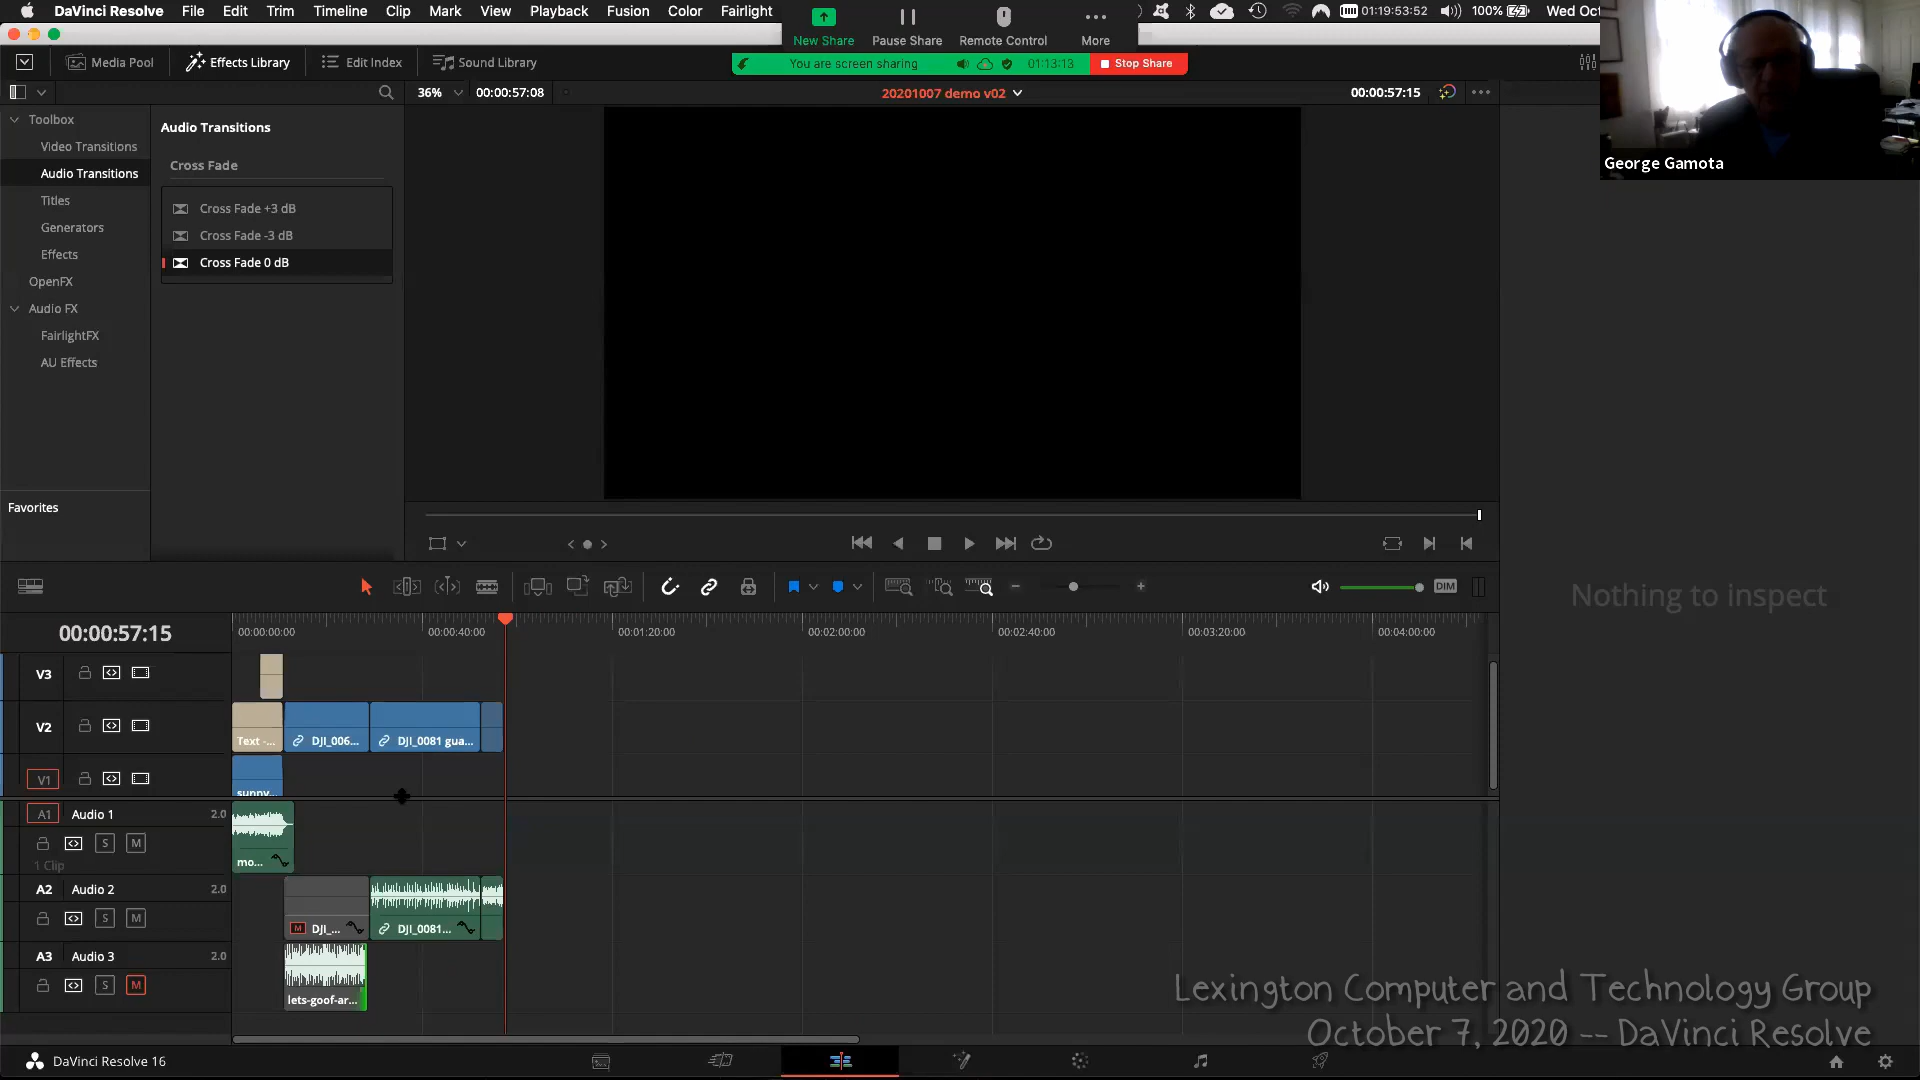 DaVinci Resolve File Edit Trim Timeline Clip Mark View Playback Fusion Color Fairlight
01:19:53:52 100% Wed Oct
New Share Pause Share Remote Control More
You are screen sharing 01:13:13 Stop Share
Media Pool Effects Library Edit Index Sound Library
36% 00:00:57:08 20201007 demo v02 00:00:57:15
George Gamota
Toolbox
Video Transitions
Audio Transitions
Titles
Generators
Effects
OpenFX
Audio FX
FairlightFX
AU Effects
Favorites
Audio Transitions
Cross Fade
Cross Fade +3 dB
Cross Fade -3 dB
Cross Fade 0 dB
Nothing to inspect
DIM
00:00:57:15
00:00:00:00 00:00:40:00 00:01:20:00 00:02:00:00 00:02:40:00 00:03:20:00 00:04:00:00
V3
V2 Text -... DJI_006... DJI_0081 gua...
V1 sunny...
A1 Audio 1 2.0
S M
1 Clip
mo...
A2 Audio 2 2.0
S M
M DJI_... DJI_0081...
A3 Audio 3 2.0
S M
lets-goof-ar...
Lexington Computer and Technology Group
October 7, 2020 -- DaVinci Resolve
DaVinci Resolve 16